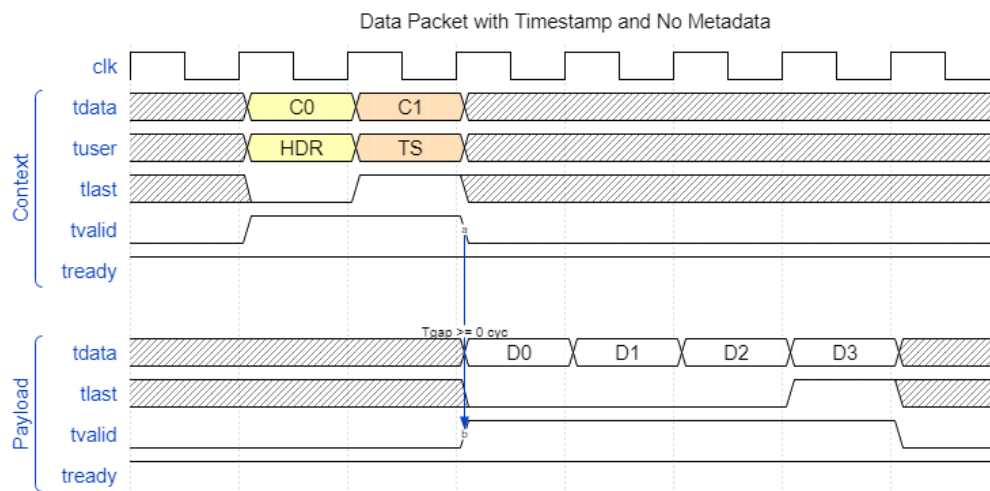 Data Packet with Timestamp and No Metadata
clk
Context
tdata C0 C1
tuser HDR TS
tlast
tvalid a
tready
Tgap >= 0 cyc
Payload
tdata D0 D1 D2 D3
tlast
tvalid b
tready